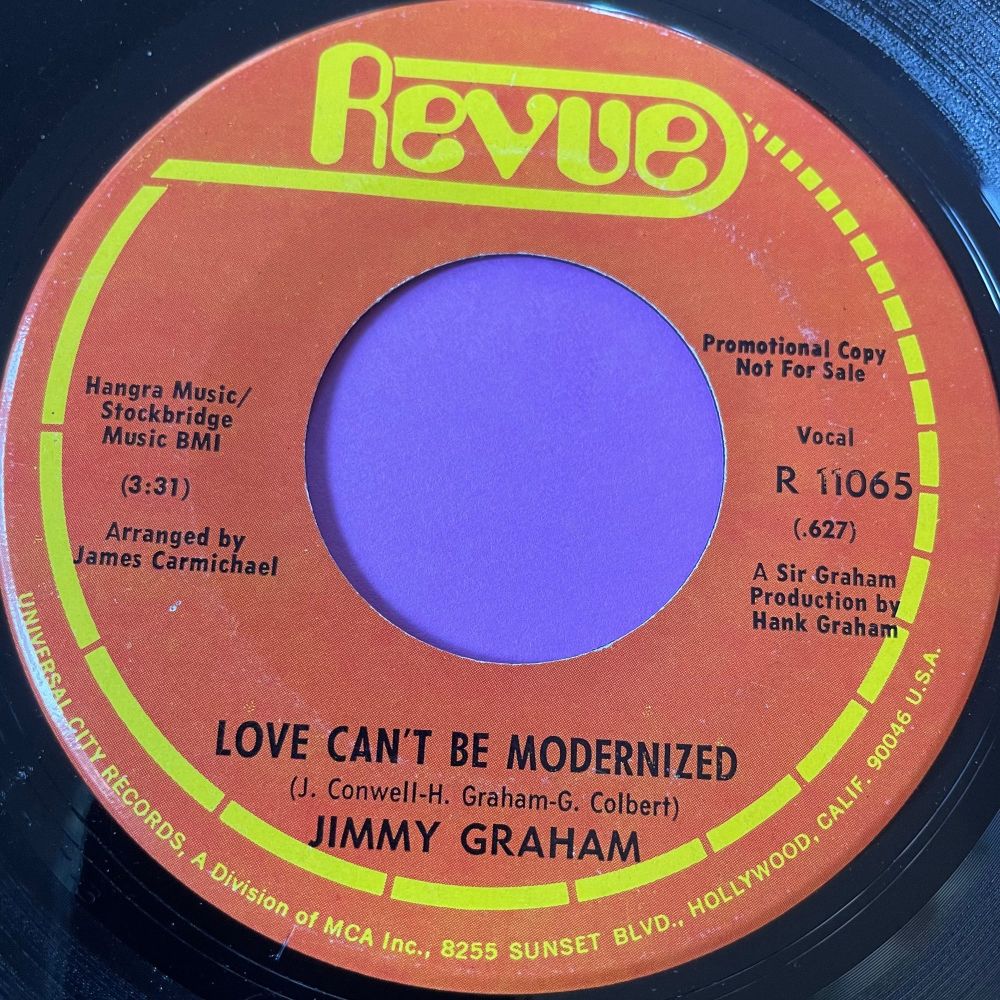 Revue
Promotional Copy
Not For Sale
Hangra Music/
Stockbridge
Music BMI
(3:31)
Arranged by
James Carmichael
Vocal
R 11065
(.627)
A Sir Graham
Production by
Hank Graham
LOVE CAN'T BE MODERNIZED
(J. Conwell-H. Graham-G. Colbert)
JIMMY GRAHAM
UNIVERSAL CITY RECORDS, A Division of MCA Inc., 8255 SUNSET BLVD., HOLLYWOOD, CALIF. 90046 U.S.A.